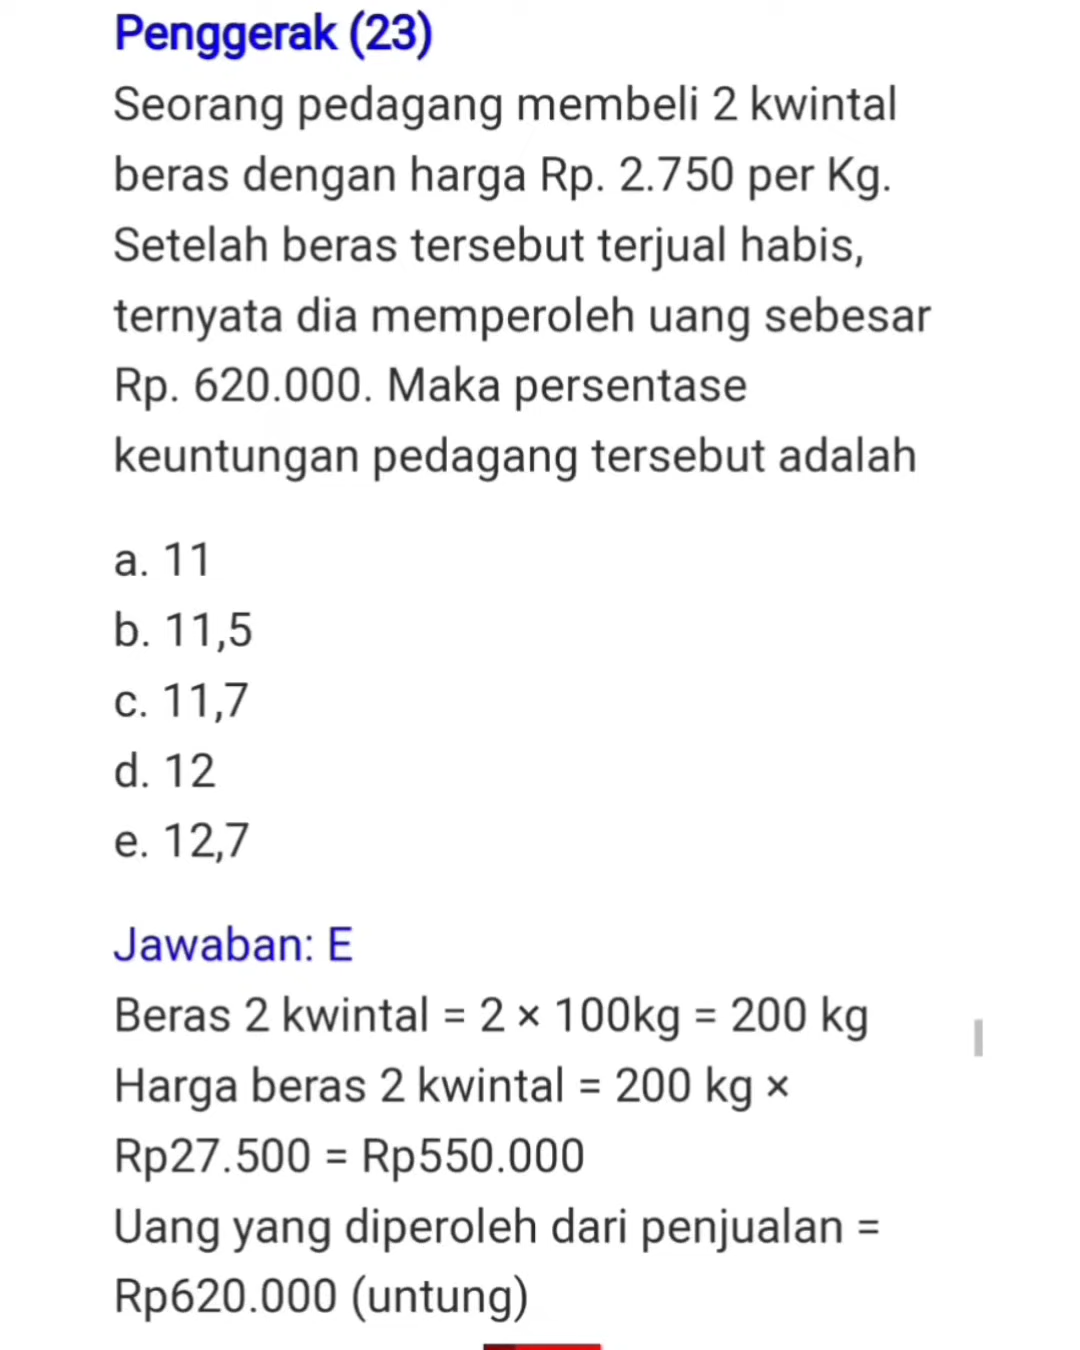 Penggerak (23)
Seorang pedagang membeli 2 kwintal
beras dengan harga Rp. 2.750 per Kg.
Setelah beras tersebut terjual habis,
ternyata dia memperoleh uang sebesar
Rp. 620.000. Maka persentase
keuntungan pedagang tersebut adalah
a. 11
b. 11,5
c. 11,7
d. 12
e. 12,7
Jawaban: E
Beras 2 kwintal = 2 × 100kg = 200 kg
Harga beras 2 kwintal = 200 kg ×
Rp27.500 = Rp550.000
Uang yang diperoleh dari penjualan =
Rp620.000 (untung)